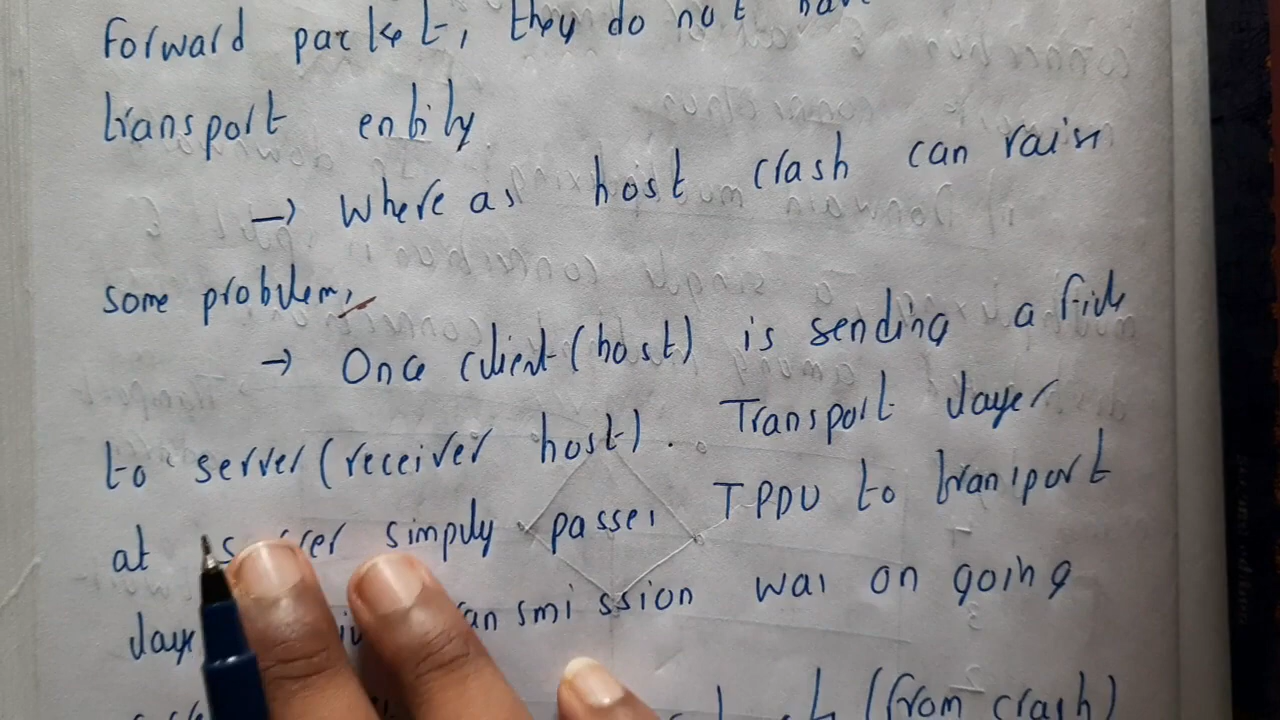 Forward packet, they do not
transport entity.
→ Where as host crash can raise
some problem,
→ Once client (host) is sending a file
to server (receiver host). Transport layer
at simply passes TPDU to transport
transmission was on going
(from crash)